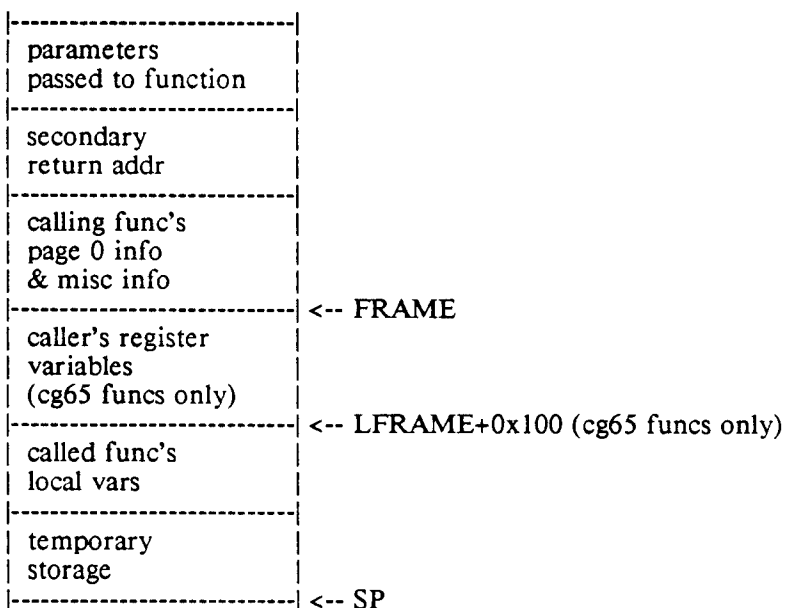 |----------------------------|
| parameters
| passed to function |
|----------------------------|
| secondary
| return addr |
|----------------------------|
| calling func's
| page 0 info
| & misc info |
|----------------------------| <-- FRAME
| caller's register |
| variables |
| (cg65 funcs only) |
|----------------------------| <-- LFRAME+0x100 (cg65 funcs only)
| called func's |
| local vars |
|----------------------------|
| temporary |
| storage |
|----------------------------| <-- SP